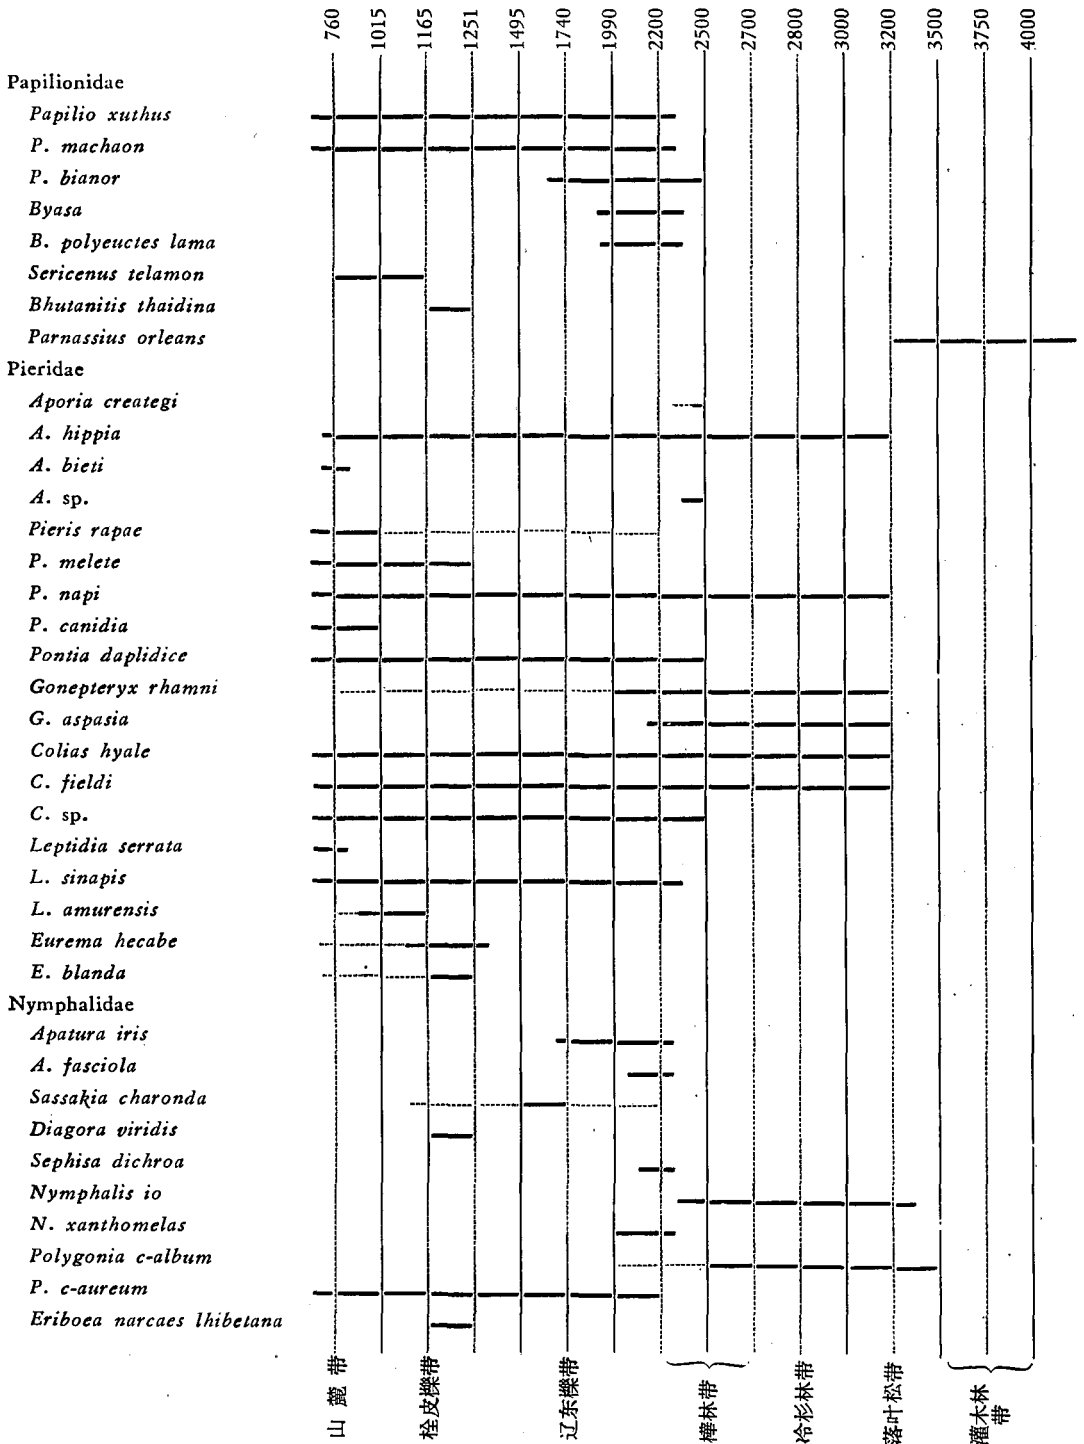 760
1015
1165
1251
1495
1740
1990
2200
2500
2700
2800
3000
3200
3500
3750
4000
Papilionidae
Papilio xuthus
P. machaon
P. bianor
Byasa
B. polyeuctes lama
Sericenus telamon
Bhutanitis thaidina
Parnassius orleans
Pieridae
Aporia creategi
A. hippia
A. bieti
A. sp.
Pieris rapae
P. melete
P. napi
P. canidia
Pontia daplidice
Gonepteryx rhamni
G. aspasia
Colias hyale
C. fieldi
C. sp.
Leptidia serrata
L. sinapis
L. amurensis
Eurema hecabe
E. blanda
Nymphalidae
Apatura iris
A. fasciola
Sassakia charonda
Diagora viridis
Sephisa dichroa
Nymphalis io
N. xanthomelas
Polygonia c-album
P. c-aureum
Eriboea narcaes lhibetana
山麓带
栓皮櫟带
辽东櫟带
樺林带
冷杉林带
落叶松带
灌木林
带